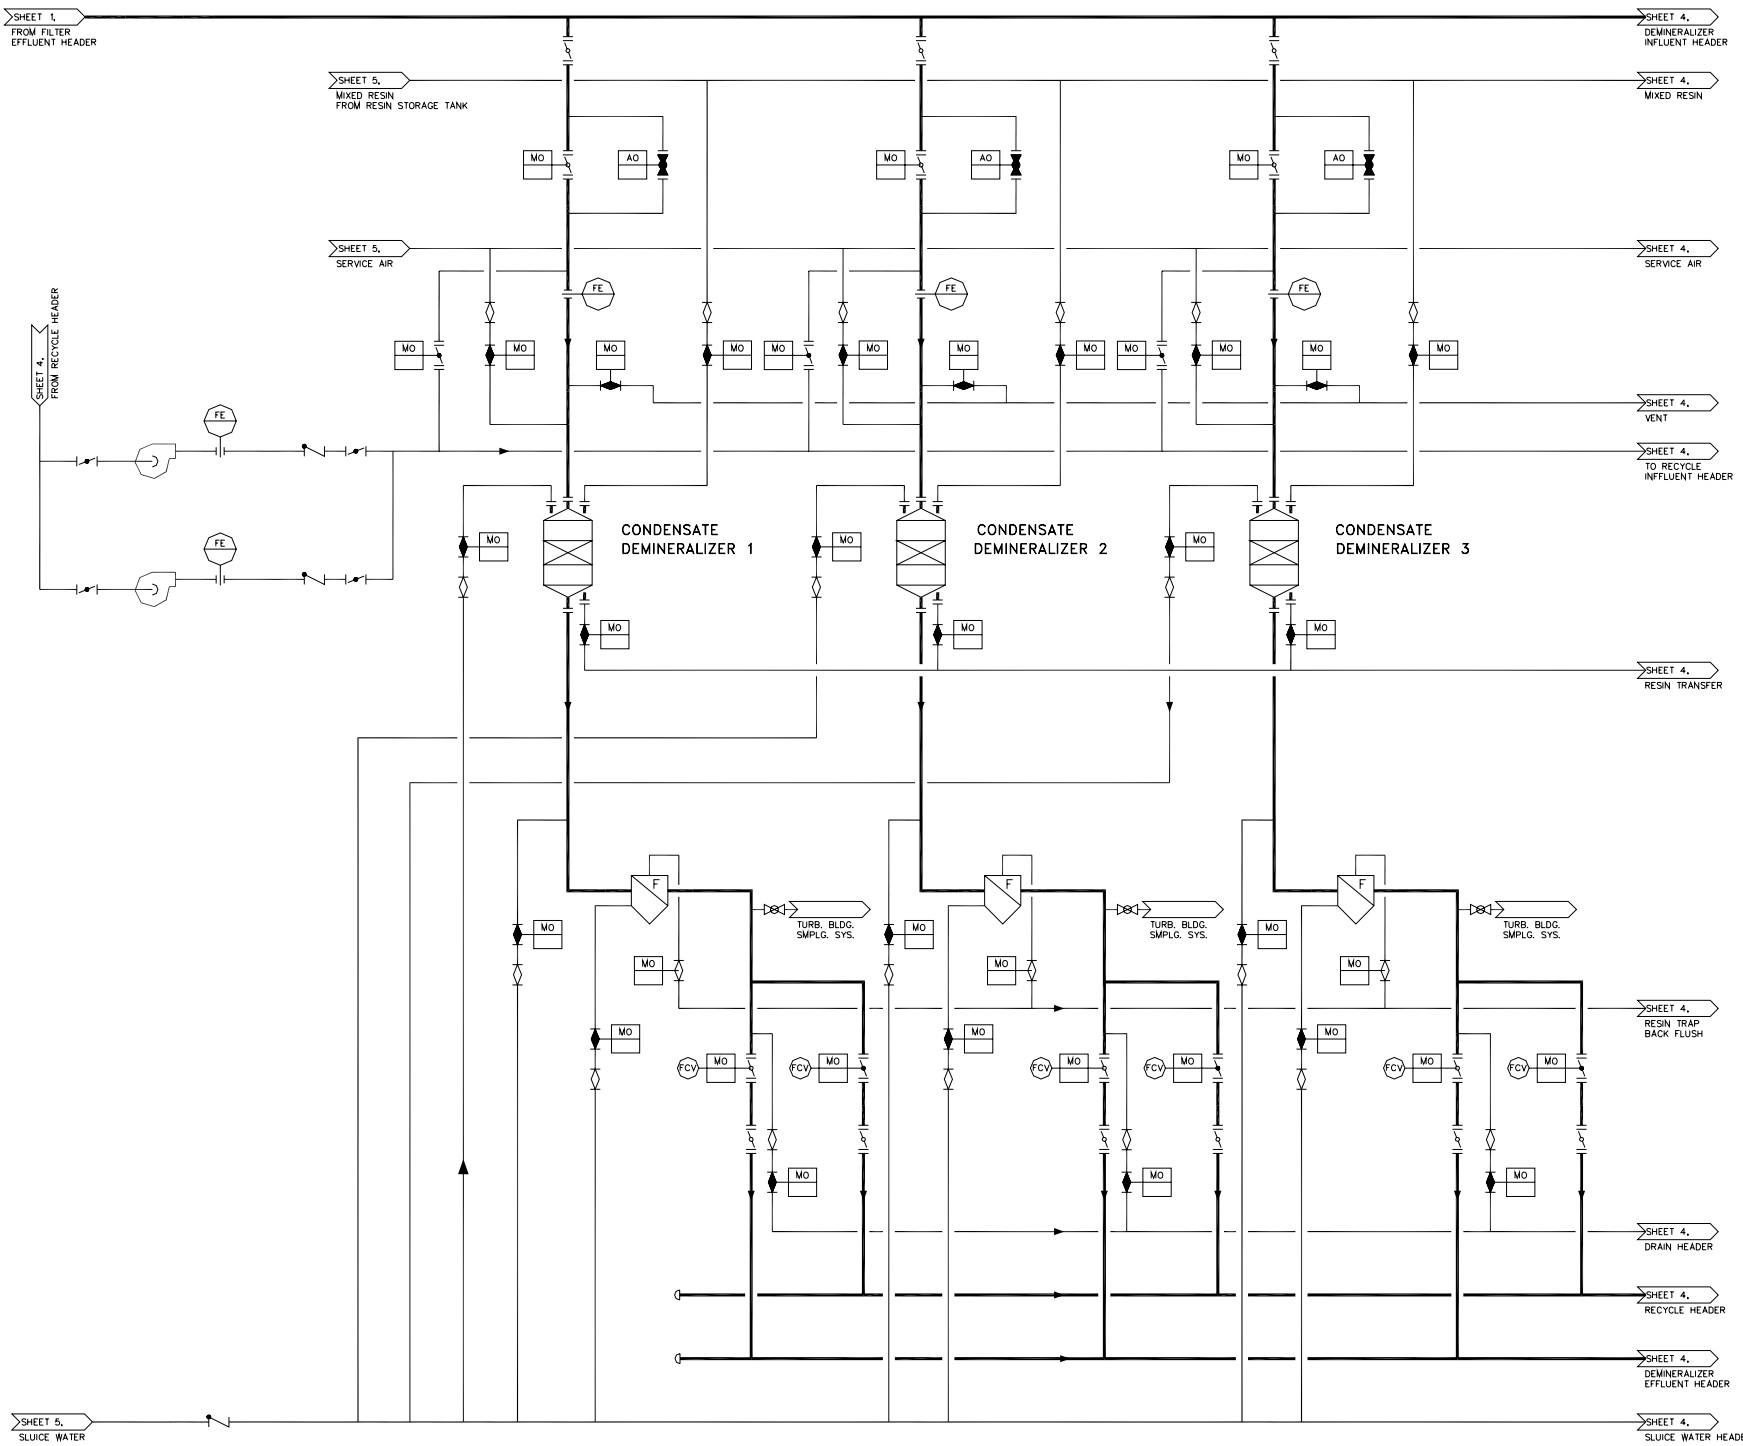 SHEET 1.
FROM FILTER
EFFLUENT HEADER
SHEET 4.
DEMINERALIZER
INFLUENT HEADER
SHEET 5.
MIXED RESIN
FROM RESIN STORAGE TANK
SHEET 4.
MIXED RESIN
MO
AO
MO
AO
MO
AO
SHEET 5.
SERVICE AIR
SHEET 4.
SERVICE AIR
FE
FE
FE
SHEET 4.
FROM RECYCLE HEADER
MO
MO
MO
MO
MO
MO
MO
MO
MO
MO
MO
MO
SHEET 4.
VENT
FE
SHEET 4.
TO RECYCLE
INFFLUENT HEADER
FE
MO
CONDENSATE
DEMINERALIZER 1
MO
CONDENSATE
DEMINERALIZER 2
MO
CONDENSATE
DEMINERALIZER 3
MO
MO
MO
SHEET 4.
RESIN TRANSFER
F
F
F
TURB. BLDG.
SMPLG. SYS.
TURB. BLDG.
SMPLG. SYS.
TURB. BLDG.
SMPLG. SYS.
MO
MO
MO
MO
MO
MO
SHEET 4.
RESIN TRAP
BACK FLUSH
MO
MO
MO
FCV
MO
FCV
MO
FCV
MO
FCV
MO
FCV
MO
FCV
MO
MO
MO
MO
SHEET 4.
DRAIN HEADER
SHEET 4.
RECYCLE HEADER
SHEET 4.
DEMINERALIZER
EFFLUENT HEADER
SHEET 5.
SLUICE WATER
SHEET 4.
SLUICE WATER HEADE